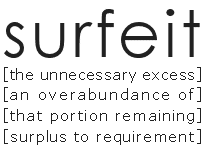 surfeit
[the unnecessary excess]
[an overabundance of]
[that portion remaining]
[surplus to requirement]